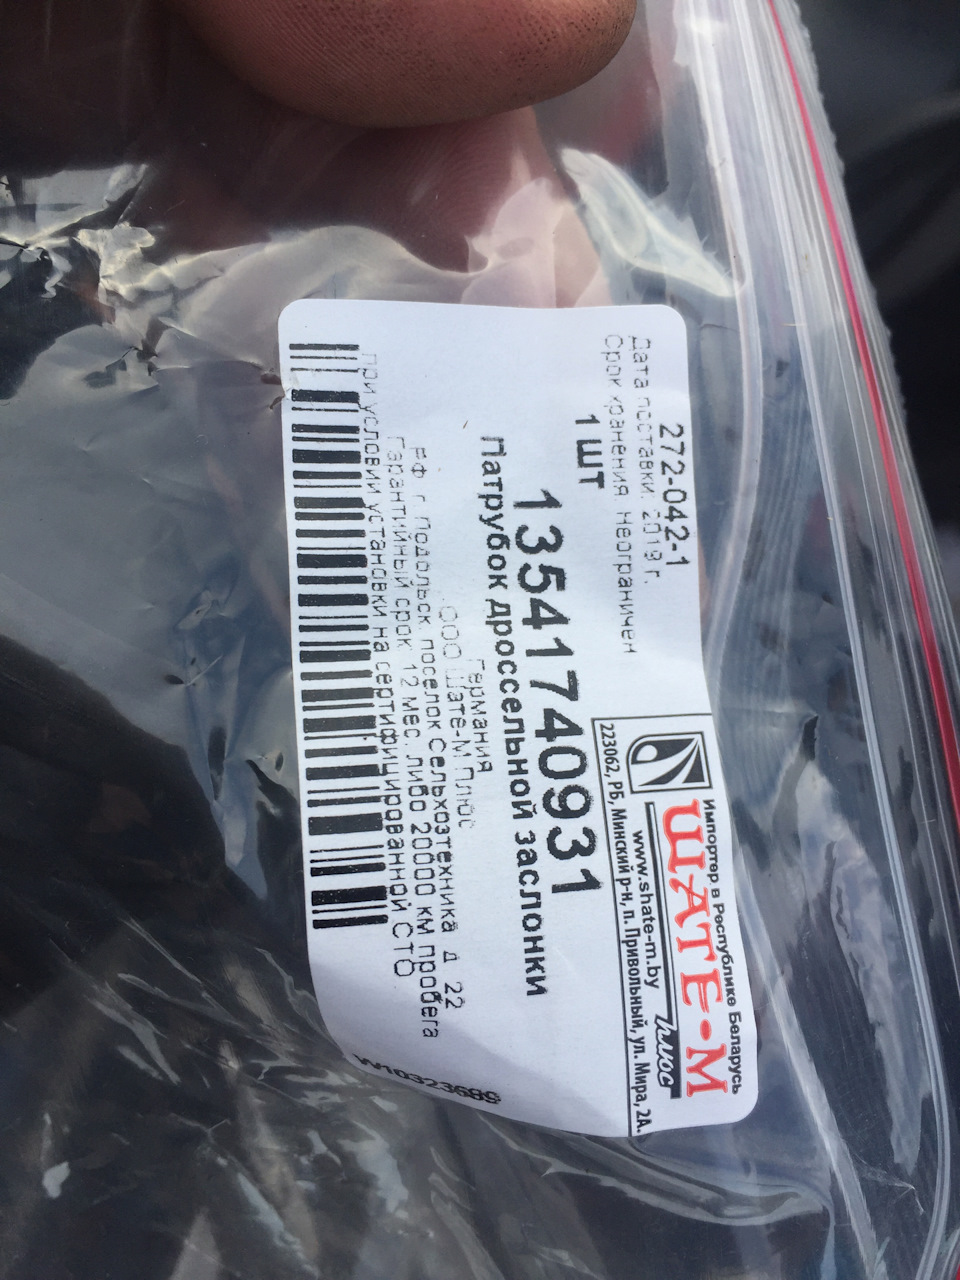 272-042-1
Дата поставки: 2019 г.
Срок хранения: Неограничен
1 шт
Импортер в Республике Беларусь
ШАТЕ-М
плюс
www.shate-m.by
223062, РБ, Минский р-н, п. Привольный, ул. Мира, 2А.
13541740931
Патрубок дроссельной заслонки
Германия
ООО Шате-М Плюс
РФ г. Подольск, поселок Сельхозтехника д. 22
Гарантийный срок: 12 мес. либо 20000 км пробега
при условии установки на сертифицированной СТО
W10323689